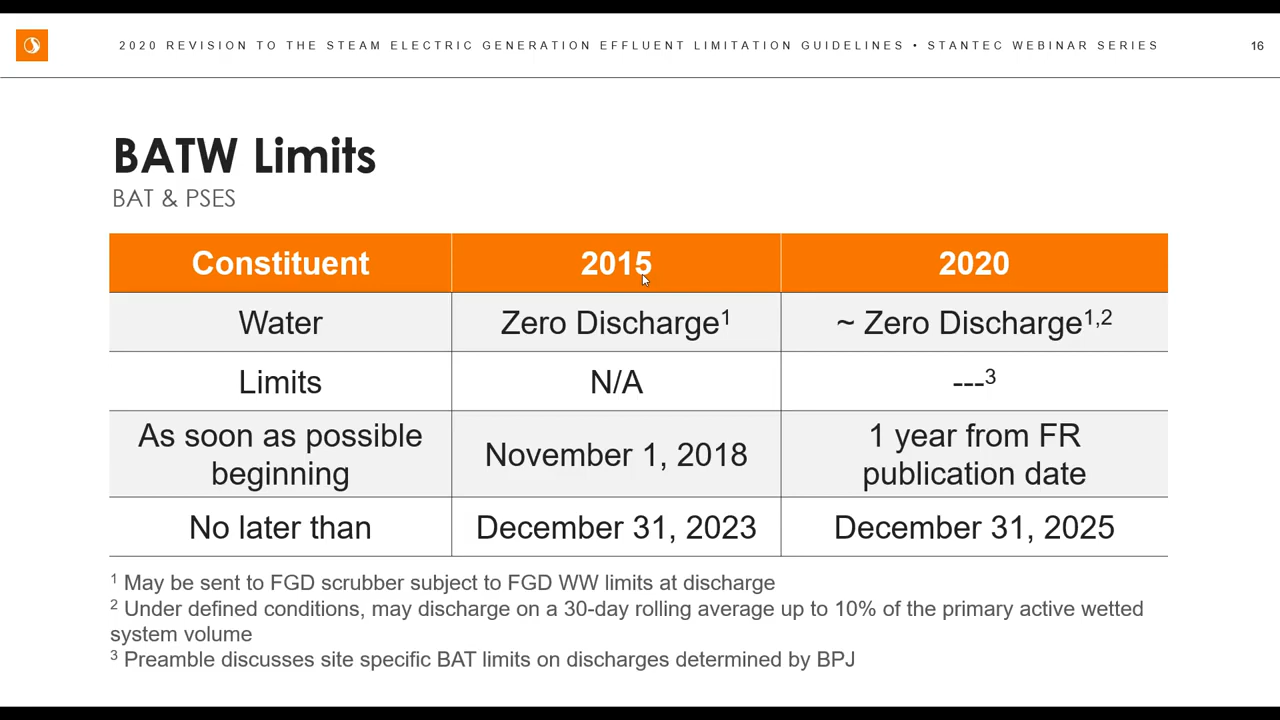 2020 REVISION TO THE STEAM ELECTRIC GENERATION EFFLUENT LIMITATION GUIDELINES • STANTEC WEBINAR SERIES
16
BATW Limits
BAT & PSES
Constituent 2015 2020
Water Zero Discharge¹ ~ Zero Discharge¹,²
Limits N/A ---³
As soon as possible
beginning
November 1, 2018
1 year from FR
publication date
No later than December 31, 2023 December 31, 2025
¹ May be sent to FGD scrubber subject to FGD WW limits at discharge
² Under defined conditions, may discharge on a 30-day rolling average up to 10% of the primary active wetted
system volume
³ Preamble discusses site specific BAT limits on discharges determined by BPJ